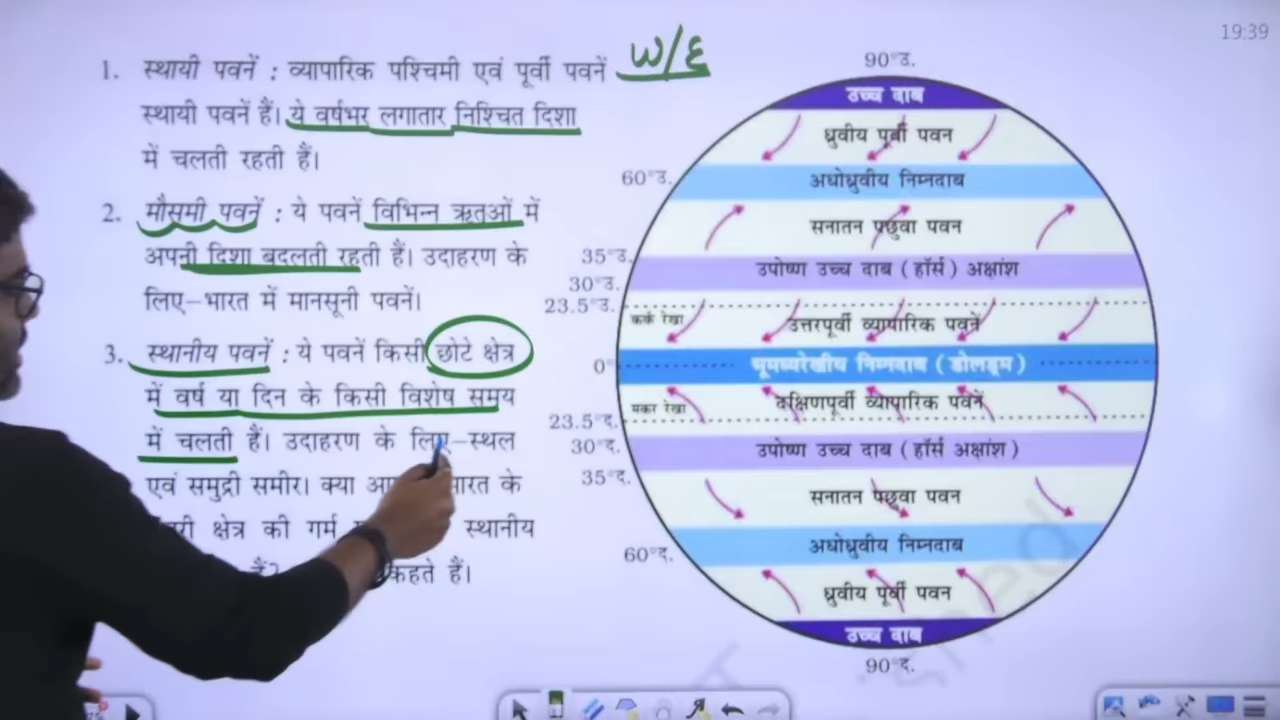 19:39
W/E
1. स्थायी पवनें : व्यापारिक पश्चिमी एवं पूर्वी पवनें
स्थायी पवनें हैं। ये वर्षभर लगातार निश्चित दिशा
में चलती रहती हैं।
2. मौसमी पवनें : ये पवनें विभिन्न ऋतुओं में
अपनी दिशा बदलती रहती हैं। उदाहरण के
लिए–भारत में मानसूनी पवनें।
3. स्थानीय पवनें : ये पवनें किसी छोटे क्षेत्र
में वर्ष या दिन के किसी विशेष समय
में चलती हैं। उदाहरण के लिए–स्थल
एवं समुद्री समीर। क्या के
क्षेत्र की गर्म स्थानीय
कहते हैं।
90°उ.
उच्च दाब
ध्रुवीय पूर्वी पवन
60°उ.
अधोध्रुवीय निम्नदाब
सनातन पछुवा पवन
35°उ.
उपोष्ण उच्च दाब (हॉर्स) अक्षांश
30°उ.
23.5°उ.
कर्क रेखा
उत्तरपूर्वी व्यापारिक पवनें
0°
भूमध्यरेखीय निम्नदाब (डोलड्रम)
मकर रेखा
दक्षिणपूर्वी व्यापारिक पवनें
23.5°द.
30°द.
उपोष्ण उच्च दाब (हॉर्स अक्षांश)
35°द.
सनातन पछुवा पवन
60°द.
अधोध्रुवीय निम्नदाब
ध्रुवीय पूर्वी पवन
उच्च दाब
90°द.